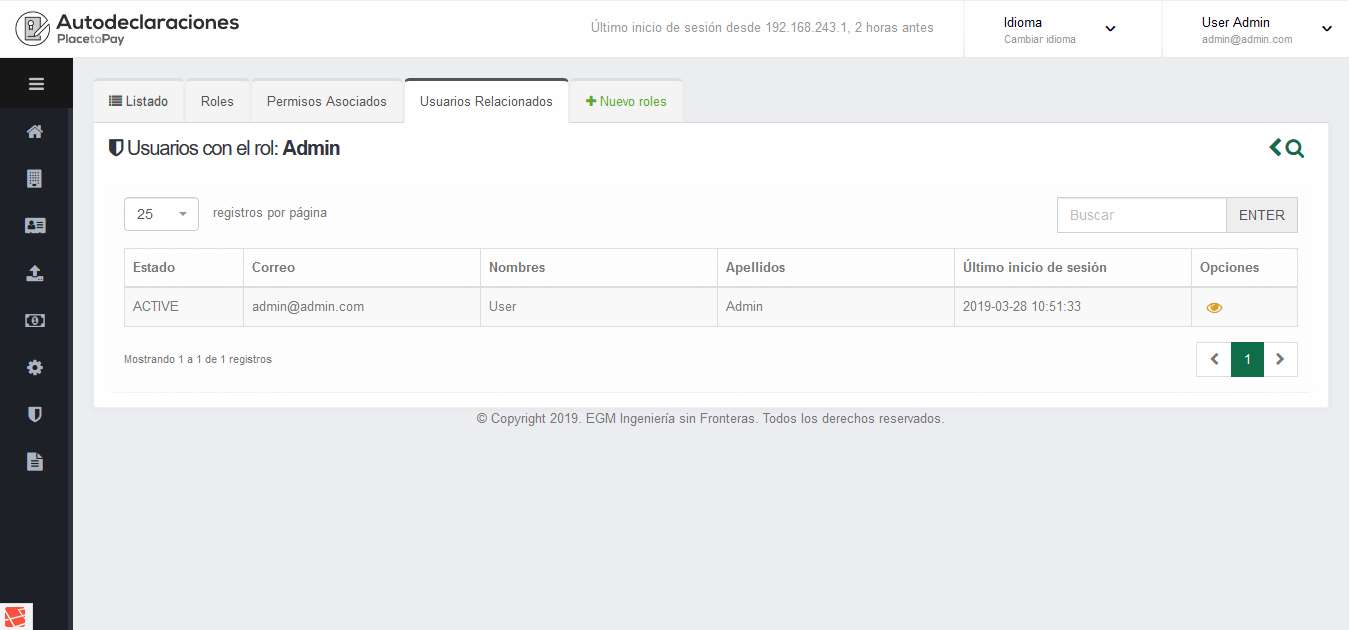 Autodeclaraciones
PlacetoPay
Último inicio de sesión desde 192.168.243.1, 2 horas antes
Idioma
Cambiar idioma
User Admin
admin@admin.com
Listado
Roles
Permisos Asociados
Usuarios Relacionados
Nuevo roles
Usuarios con el rol: Admin
25
registros por página
Buscar
ENTER
Estado
Correo
Nombres
Apellidos
Último inicio de sesión
Opciones
ACTIVE
admin@admin.com
User
Admin
2019-03-28 10:51:33
Mostrando 1 a 1 de 1 registros
1
© Copyright 2019. EGM Ingeniería sin Fronteras. Todos los derechos reservados.